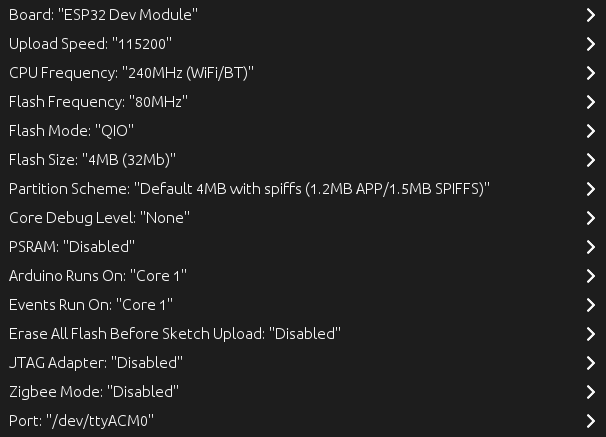 Board: "ESP32 Dev Module"
Upload Speed: "115200"
CPU Frequency: "240MHz (WiFi/BT)"
Flash Frequency: "80MHz"
Flash Mode: "QIO"
Flash Size: "4MB (32Mb)"
Partition Scheme: "Default 4MB with spiffs (1.2MB APP/1.5MB SPIFFS)"
Core Debug Level: "None"
PSRAM: "Disabled"
Arduino Runs On: "Core 1"
Events Run On: "Core 1"
Erase All Flash Before Sketch Upload: "Disabled"
JTAG Adapter: "Disabled"
Zigbee Mode: "Disabled"
Port: "/dev/ttyACM0"